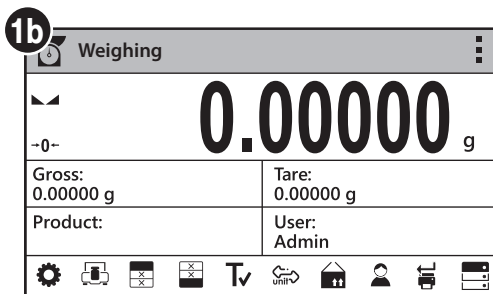 1b
Weighing
→0←
0.00000 g
Gross:
0.00000 g
Tare:
0.00000 g
Product:
User:
Admin
T✓
unit